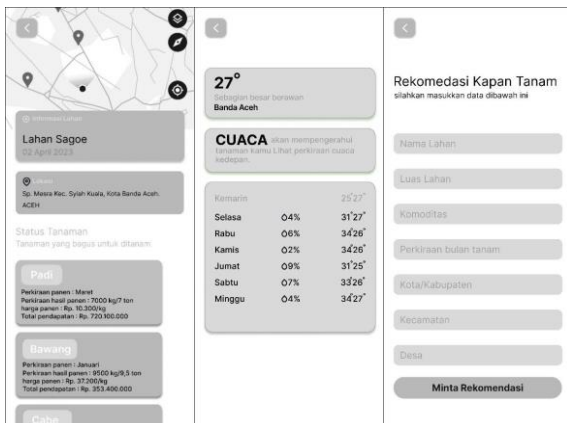 Informasi Lahan
Lahan Sagoe
02 April 2023
Lokasi
Sp. Mesra Kec. Syiah Kuala, Kota Banda Aceh.
ACEH
Status Tanaman
Tanaman yang bagus untuk ditanam
Padi
Perkiraan panen : Maret
Perkiraan hasil panen : 7000 kg/7 ton
harga panen : Rp. 10.300/kg
Total pendapatan : Rp. 720.100.000
Bawang
Perkiraan panen : Januari
Perkiraan hasil panen : 9500 kg/9,5 ton
harga panen : Rp. 37.200/kg
Total pendapatan : Rp. 353.400.000
Cabe
27°
Sebagian besar berawan
Banda Aceh
CUACA akan mempengerahui
tanaman kamu Lihat perkiraan cuaca
kedepan.
Kemarin 25°27°
Selasa 04% 31°27°
Rabu 06% 34°26°
Kamis 02% 34°26°
Jumat 09% 31°25°
Sabtu 07% 33°26°
Minggu 04% 34°27°
Rekomedasi Kapan Tanam
silahkan masukkan data dibawah ini
Nama Lahan
Luas Lahan
Komoditas
Perkiraan bulan tanam
Kota/Kabupaten
Kecamatan
Desa
Minta Rekomendasi